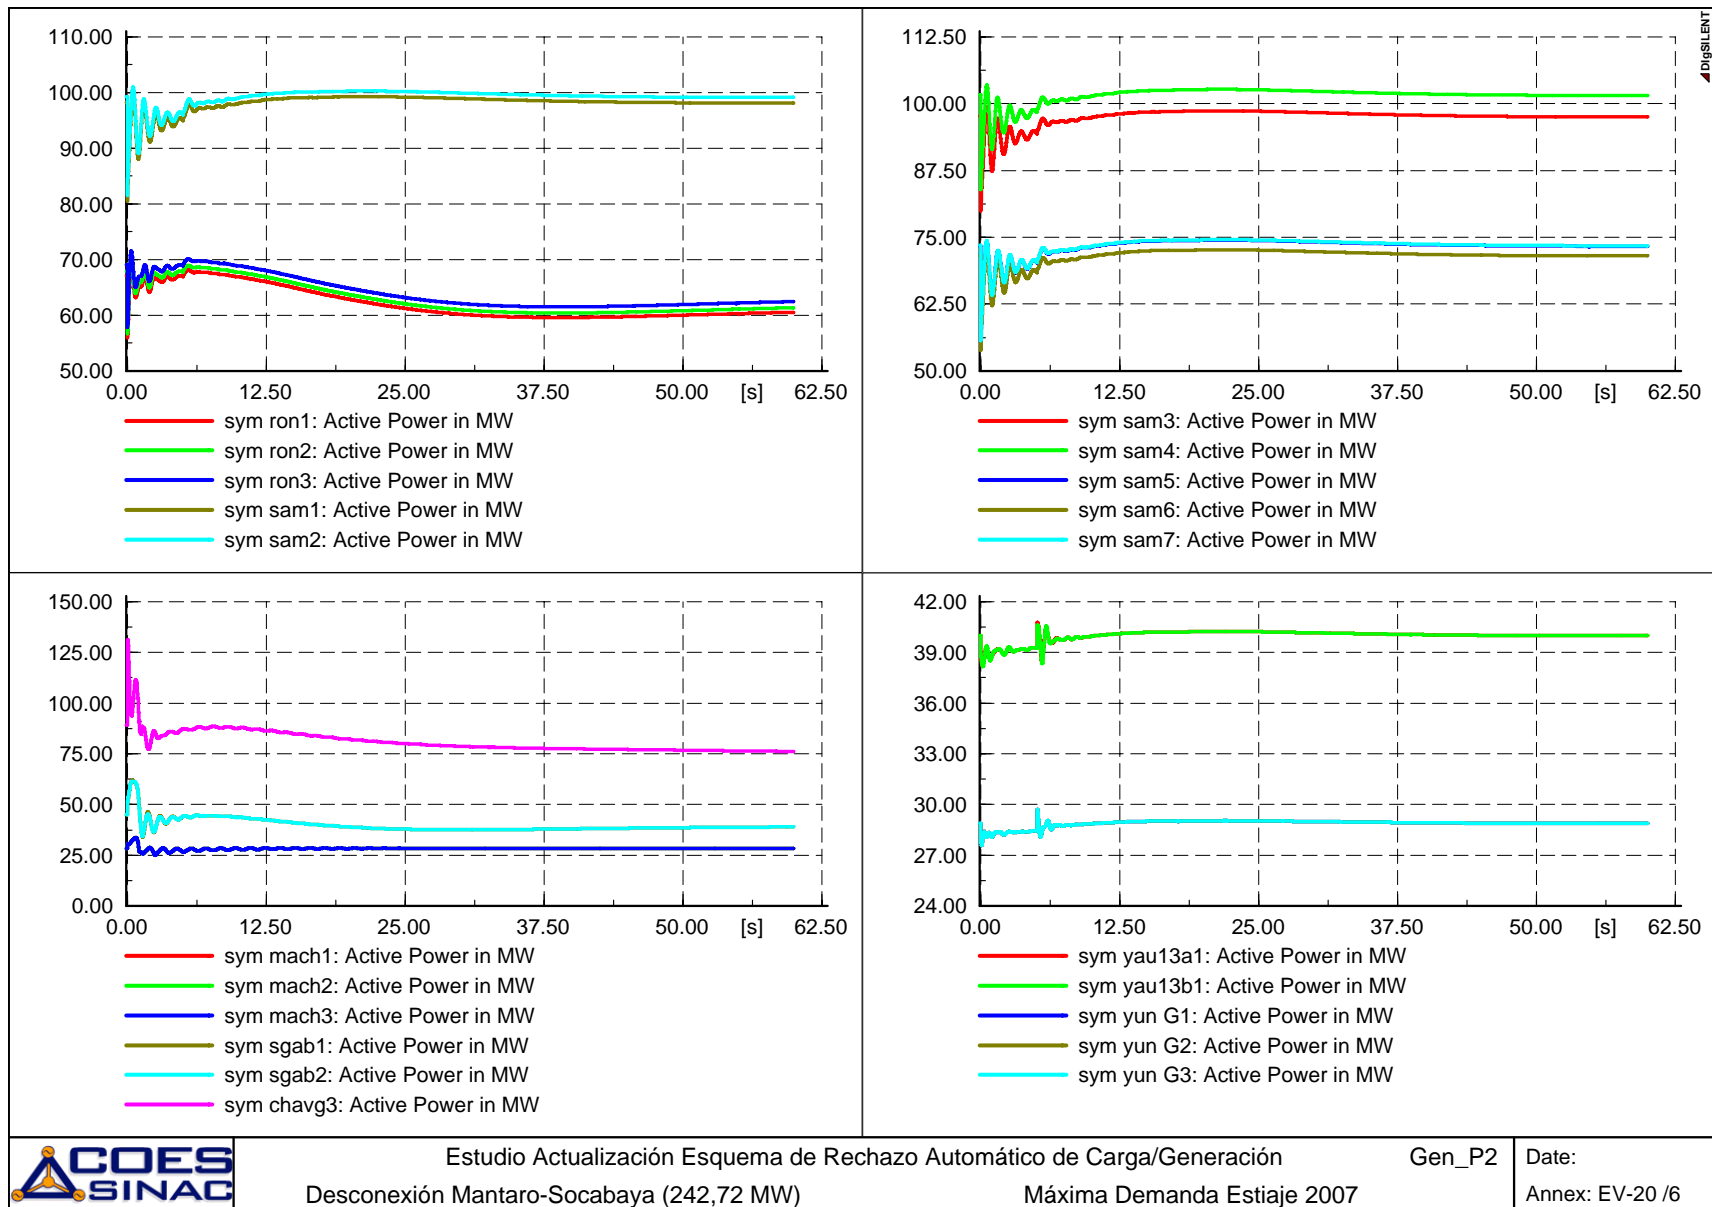 DIgSILENT
110.00
100.00
90.00
80.00
70.00
60.00
50.00
0.00 12.50 25.00 37.50 50.00 [s] 62.50
sym ron1: Active Power in MW
sym ron2: Active Power in MW
sym ron3: Active Power in MW
sym sam1: Active Power in MW
sym sam2: Active Power in MW
112.50
100.00
87.50
75.00
62.50
50.00
0.00 12.50 25.00 37.50 50.00 [s] 62.50
sym sam3: Active Power in MW
sym sam4: Active Power in MW
sym sam5: Active Power in MW
sym sam6: Active Power in MW
sym sam7: Active Power in MW
150.00
125.00
100.00
75.00
50.00
25.00
0.00
0.00 12.50 25.00 37.50 50.00 [s] 62.50
sym mach1: Active Power in MW
sym mach2: Active Power in MW
sym mach3: Active Power in MW
sym sgab1: Active Power in MW
sym sgab2: Active Power in MW
sym chavg3: Active Power in MW
42.00
39.00
36.00
33.00
30.00
27.00
24.00
0.00 12.50 25.00 37.50 50.00 [s] 62.50
sym yau13a1: Active Power in MW
sym yau13b1: Active Power in MW
sym yun G1: Active Power in MW
sym yun G2: Active Power in MW
sym yun G3: Active Power in MW
COES
SINAC
Estudio Actualización Esquema de Rechazo Automático de Carga/Generación Gen_P2
Desconexión Mantaro-Socabaya (242,72 MW) Máxima Demanda Estiaje 2007
Date:
Annex: EV-20 /6